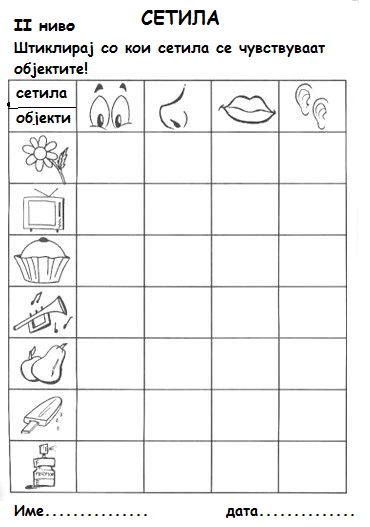 СЕТИЛА
II ниво
Штиклирај со кои сетила се чувствуваат
објектите!
сетила
објекти
Име...............
дата..............